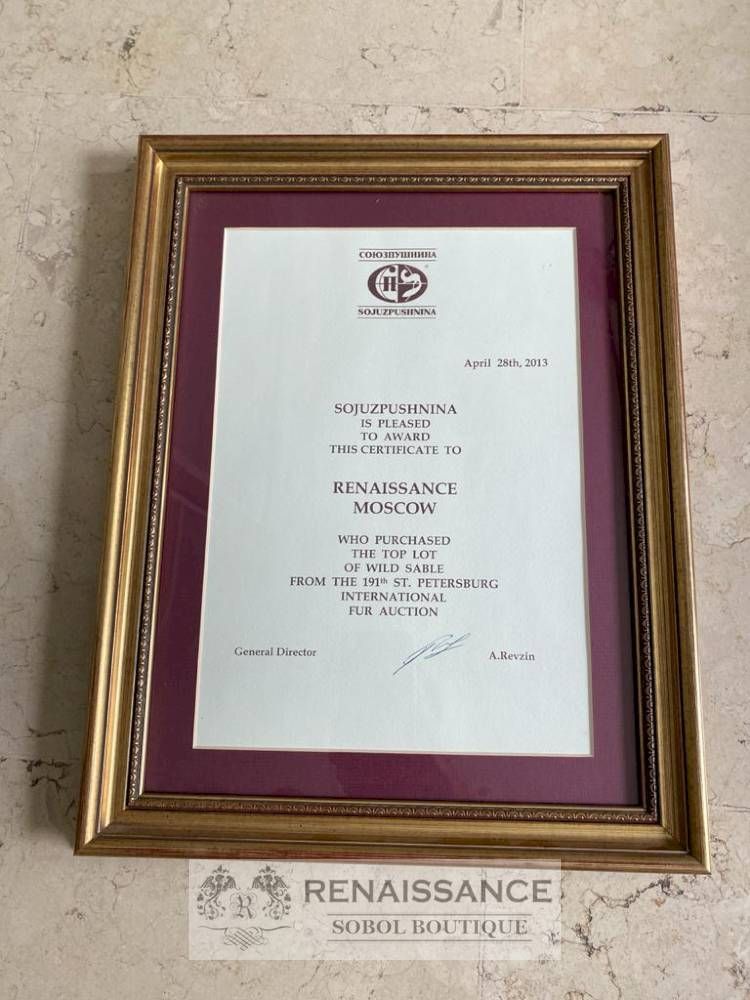 СОЮЗПУШНИНА
SOJUZPUSHNINA
April 28th, 2013
SOJUZPUSHNINA
IS PLEASED
TO AWARD
THIS CERTIFICATE TO
RENAISSANCE
MOSCOW
WHO PURCHASED
THE TOP LOT
OF WILD SABLE
FROM THE 191th ST. PETERSBURG
INTERNATIONAL
FUR AUCTION
General Director A.Revzin
R RENAISSANCE
SOBOL BOUTIQUE